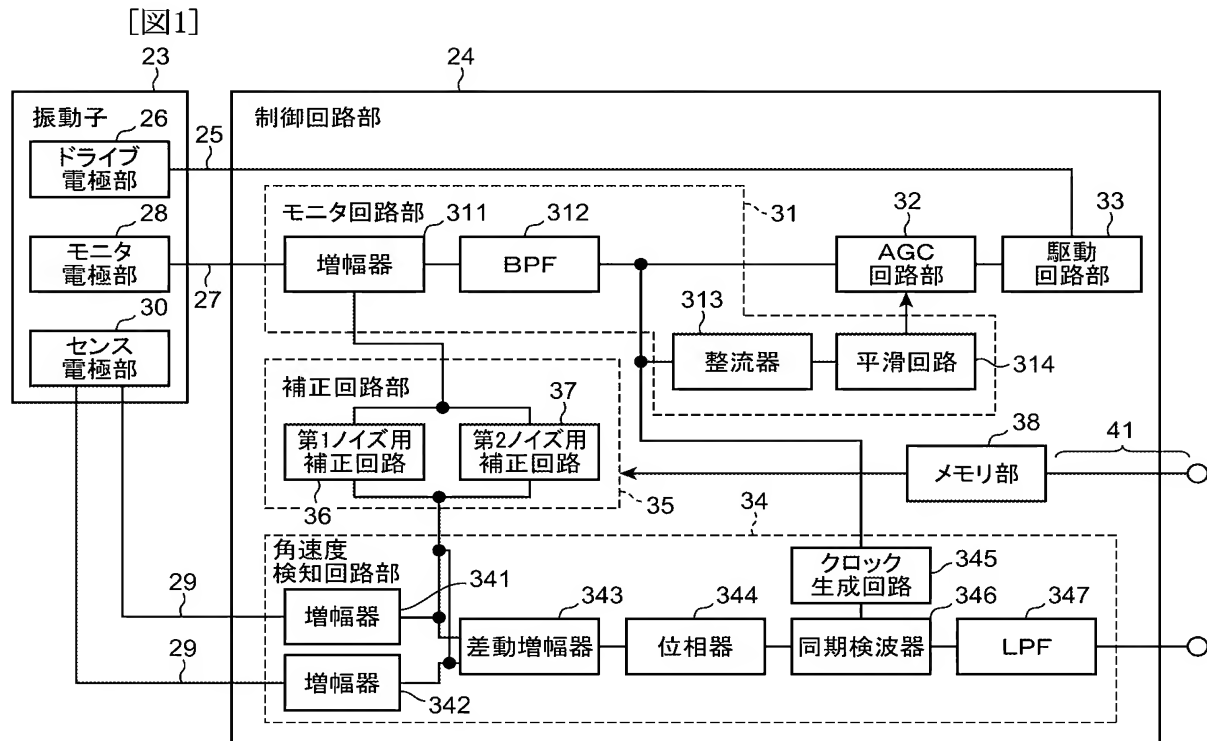 [図1]
23
24
振動子
制御回路部
26
25
ドライブ
電極部
モニタ回路部
311
312
31
32
33
28
モニタ
電極部
増幅器
BPF
AGC
回路部
駆動
回路部
27
30
センス
電極部
313
整流器
平滑回路
314
補正回路部
37
第1ノイズ用
補正回路
第2ノイズ用
補正回路
38
41
メモリ部
36
35
34
角速度
検知回路部
クロック
生成回路
345
29
341
343
344
346
347
増幅器
差動増幅器
位相器
同期検波器
LPF
29
増幅器
342